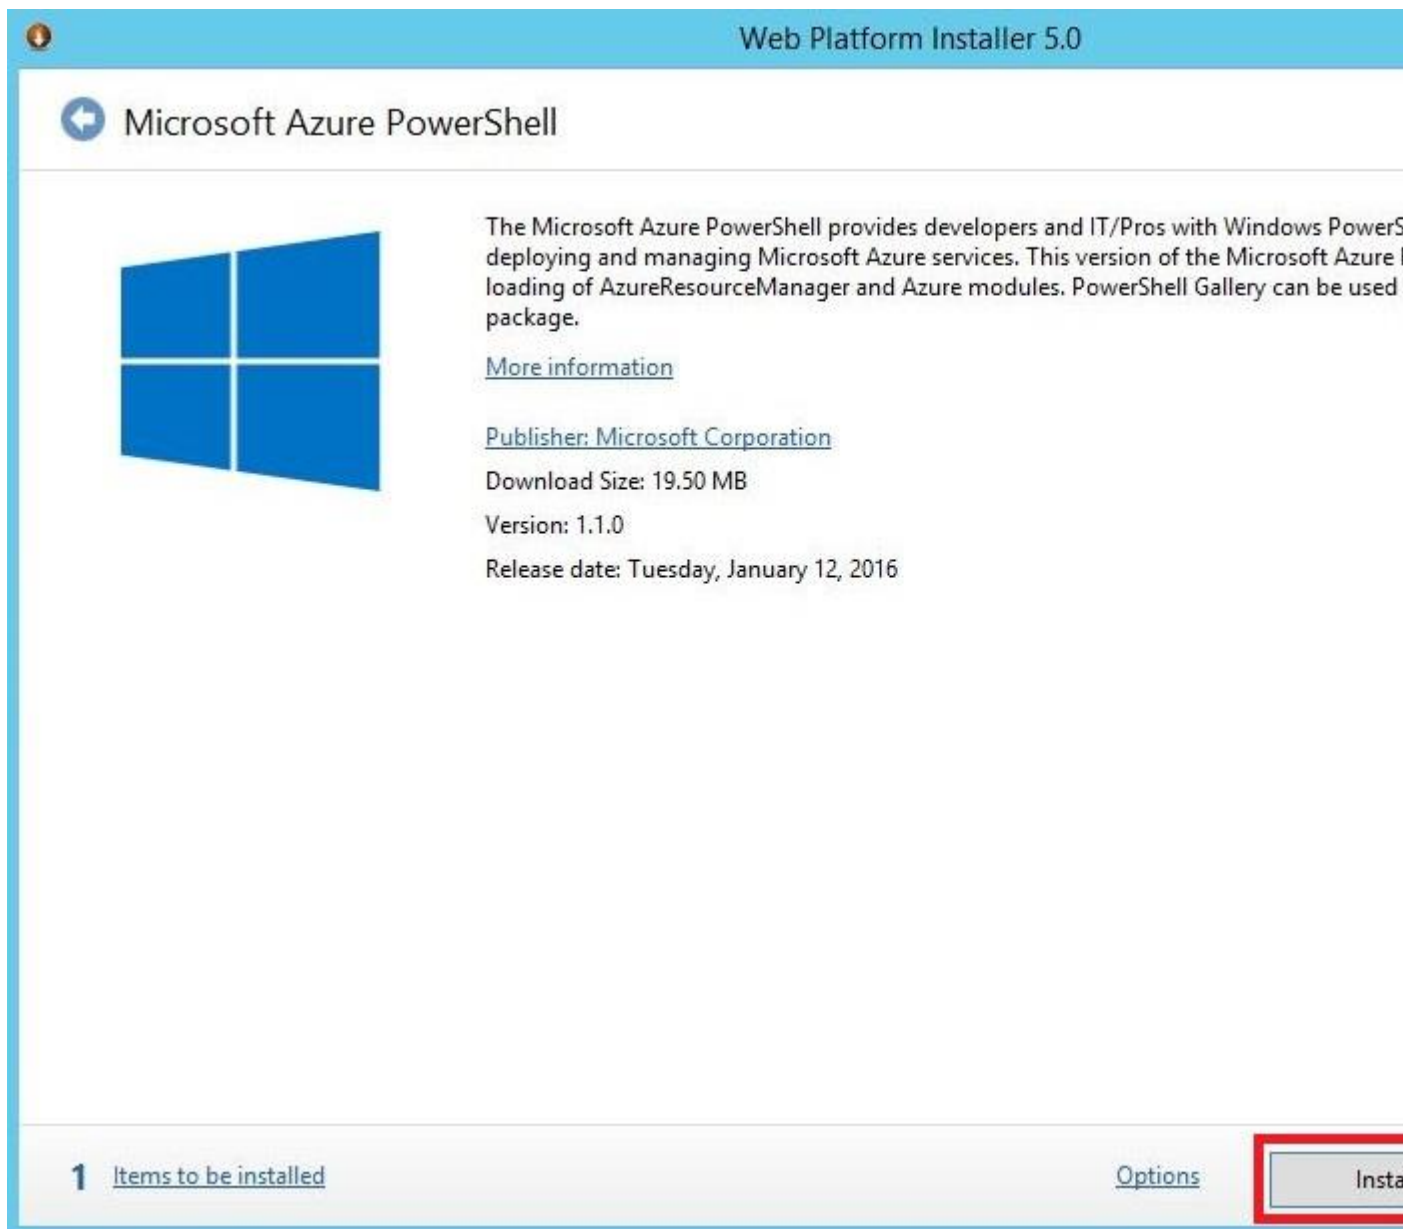 Web Platform Installer 5.0
Microsoft Azure PowerShell
The Microsoft Azure PowerShell provides developers and IT/Pros with Windows PowerS
deploying and managing Microsoft Azure services. This version of the Microsoft Azure
loading of AzureResourceManager and Azure modules. PowerShell Gallery can be used
package.
More information
Publisher: Microsoft Corporation
Download Size: 19.50 MB
Version: 1.1.0
Release date: Tuesday, January 12, 2016
1 Items to be installed
Options
Insta